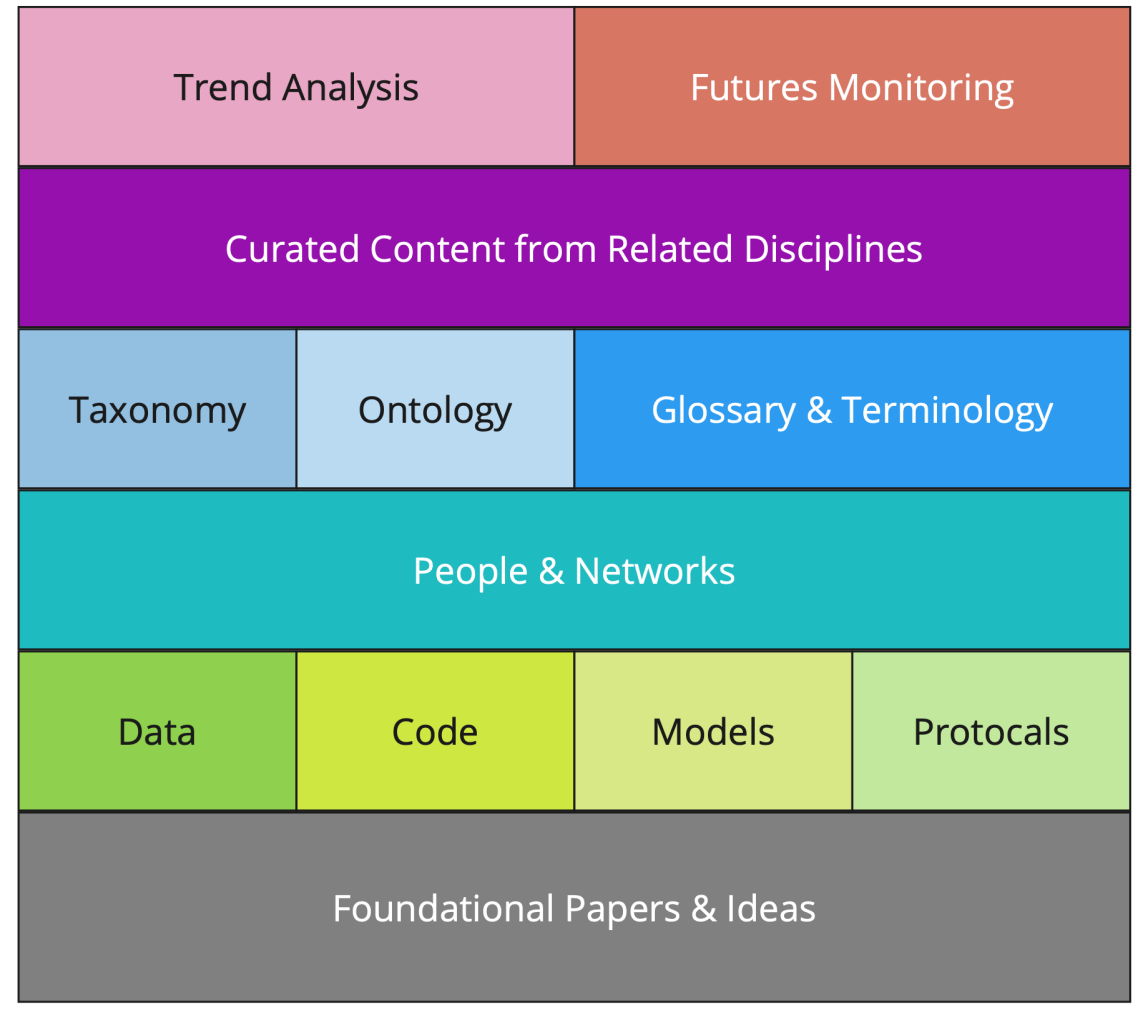 Trend Analysis
Futures Monitoring
Curated Content from Related Disciplines
Taxonomy
Ontology
Glossary & Terminology
People & Networks
Data
Code
Models
Protocals
Foundational Papers & Ideas